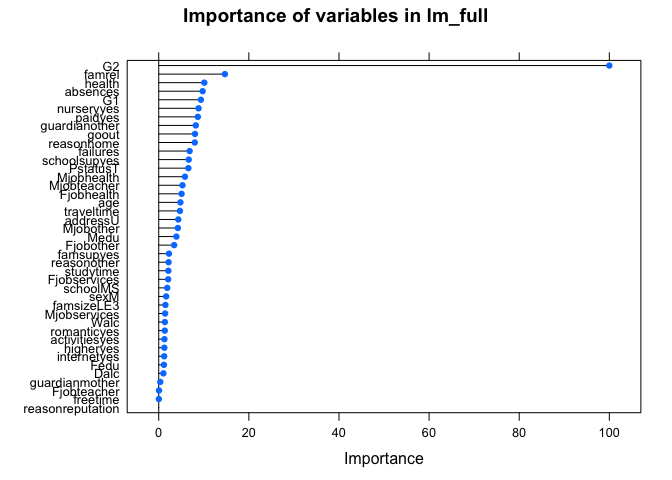 Importance of variables in lm_full
G2
famrel
health
absences
G1
nurseryyes
paidyes
guardianother
goout
reasonhome
failures
schoolsupyes
PstatusT
Mjobhealth
Mjobteacher
Fjobhealth
age
traveltime
addressU
Mjobother
Medu
Fjobother
famsupyes
reasonother
studytime
Fjobservices
schoolMS
sexM
famsizeLE3
Mjobservices
Walc
romanticyes
activitiesyes
higheryes
internetyes
Fedu
Dalc
guardianmother
Fjobteacher
freetime
reasonreputation
0 20 40 60 80 100
Importance